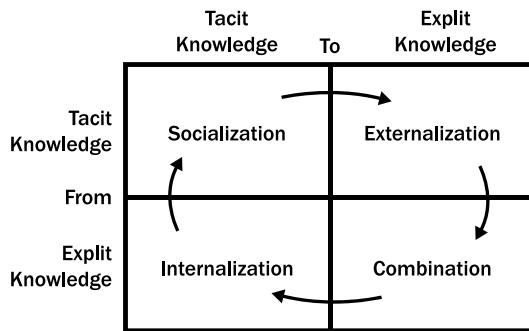 Tacit
Knowledge
To
Explit
Knowledge
Tacit
Knowledge
Socialization
Externalization
From
Explit
Knowledge
Internalization
Combination